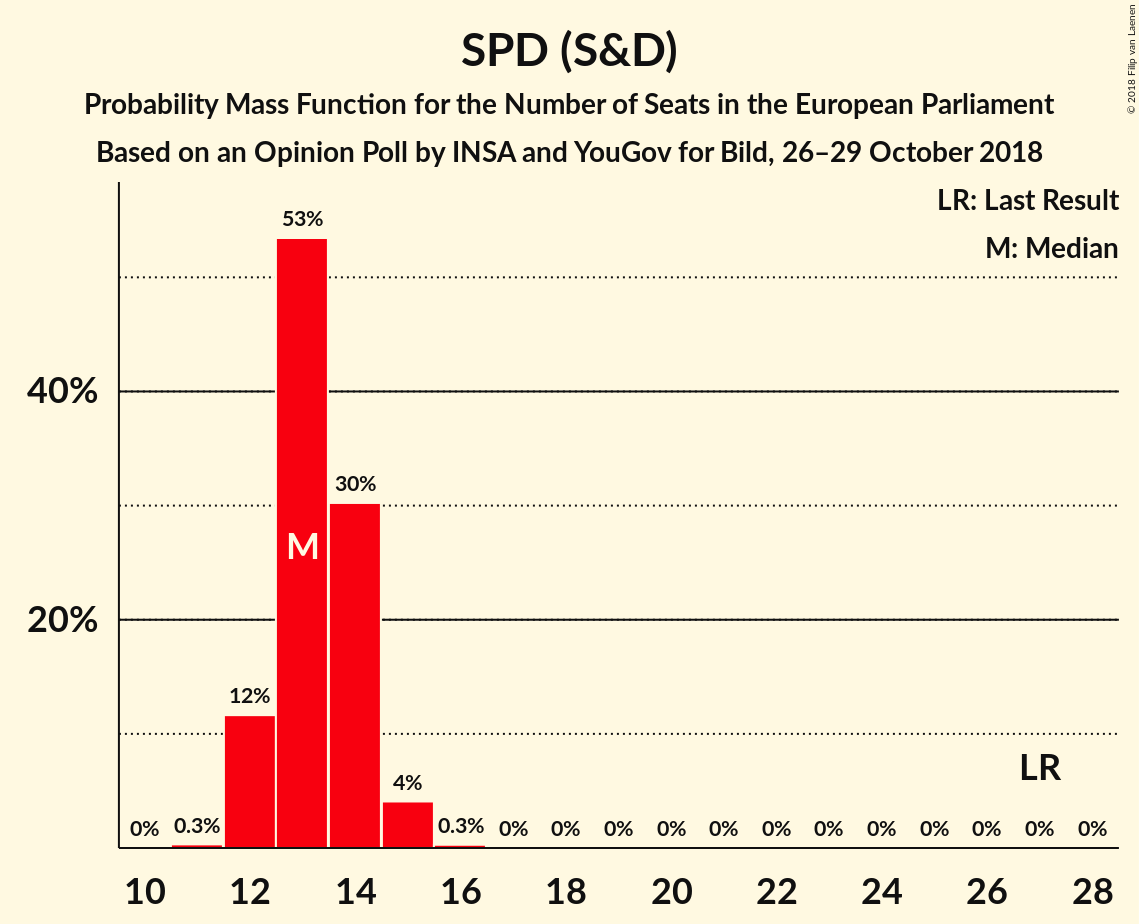 SPD (S&D)
Probability Mass Function for the Number of Seats in the European Parliament
Based on an Opinion Poll by INSA and YouGov for Bild, 26–29 October 2018
© 2018 Filip van Laenen
LR: Last Result
M: Median
53%
40%
30%
M
20%
12%
LR
4%
0% 0.3% 0.3% 0% 0% 0% 0% 0% 0% 0% 0% 0% 0% 0% 0%
10 12 14 16 18 20 22 24 26 28